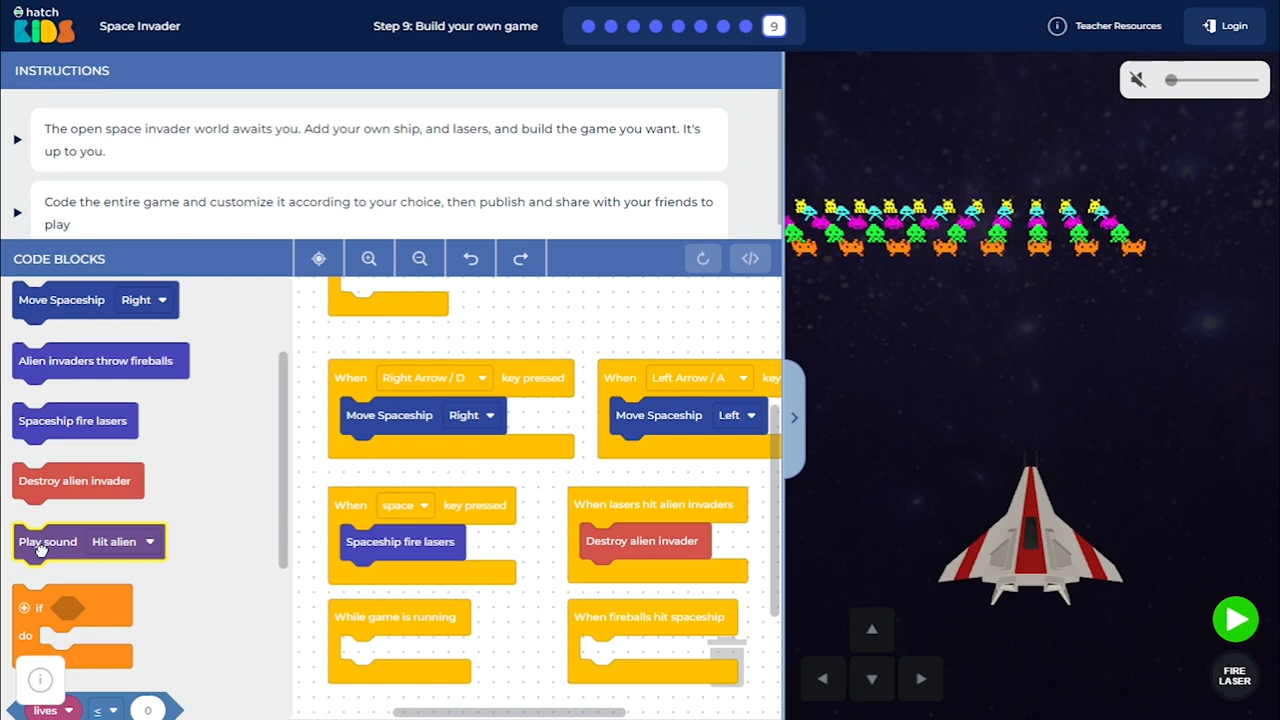 hatch
KIDS
Space Invader
Step 9: Build your own game
9
Teacher Resources
Login
INSTRUCTIONS
The open space invader world awaits you. Add your own ship, and lasers, and build the game you want. It's
up to you.
Code the entire game and customize it according to your choice, then publish and share with your friends to
play
CODE BLOCKS
Move Spaceship Right
Alien invaders throw fireballs
Spaceship fire lasers
Destroy alien invader
Play sound Hit alien
if
do
lives ≤ 0
When Right Arrow / D key pressed
Move Spaceship Right
When Left Arrow / A key
Move Spaceship Left
When space key pressed
Spaceship fire lasers
When lasers hit alien invaders
Destroy alien invader
While game is running
When fireballs hit spaceship
FIRE
LASER